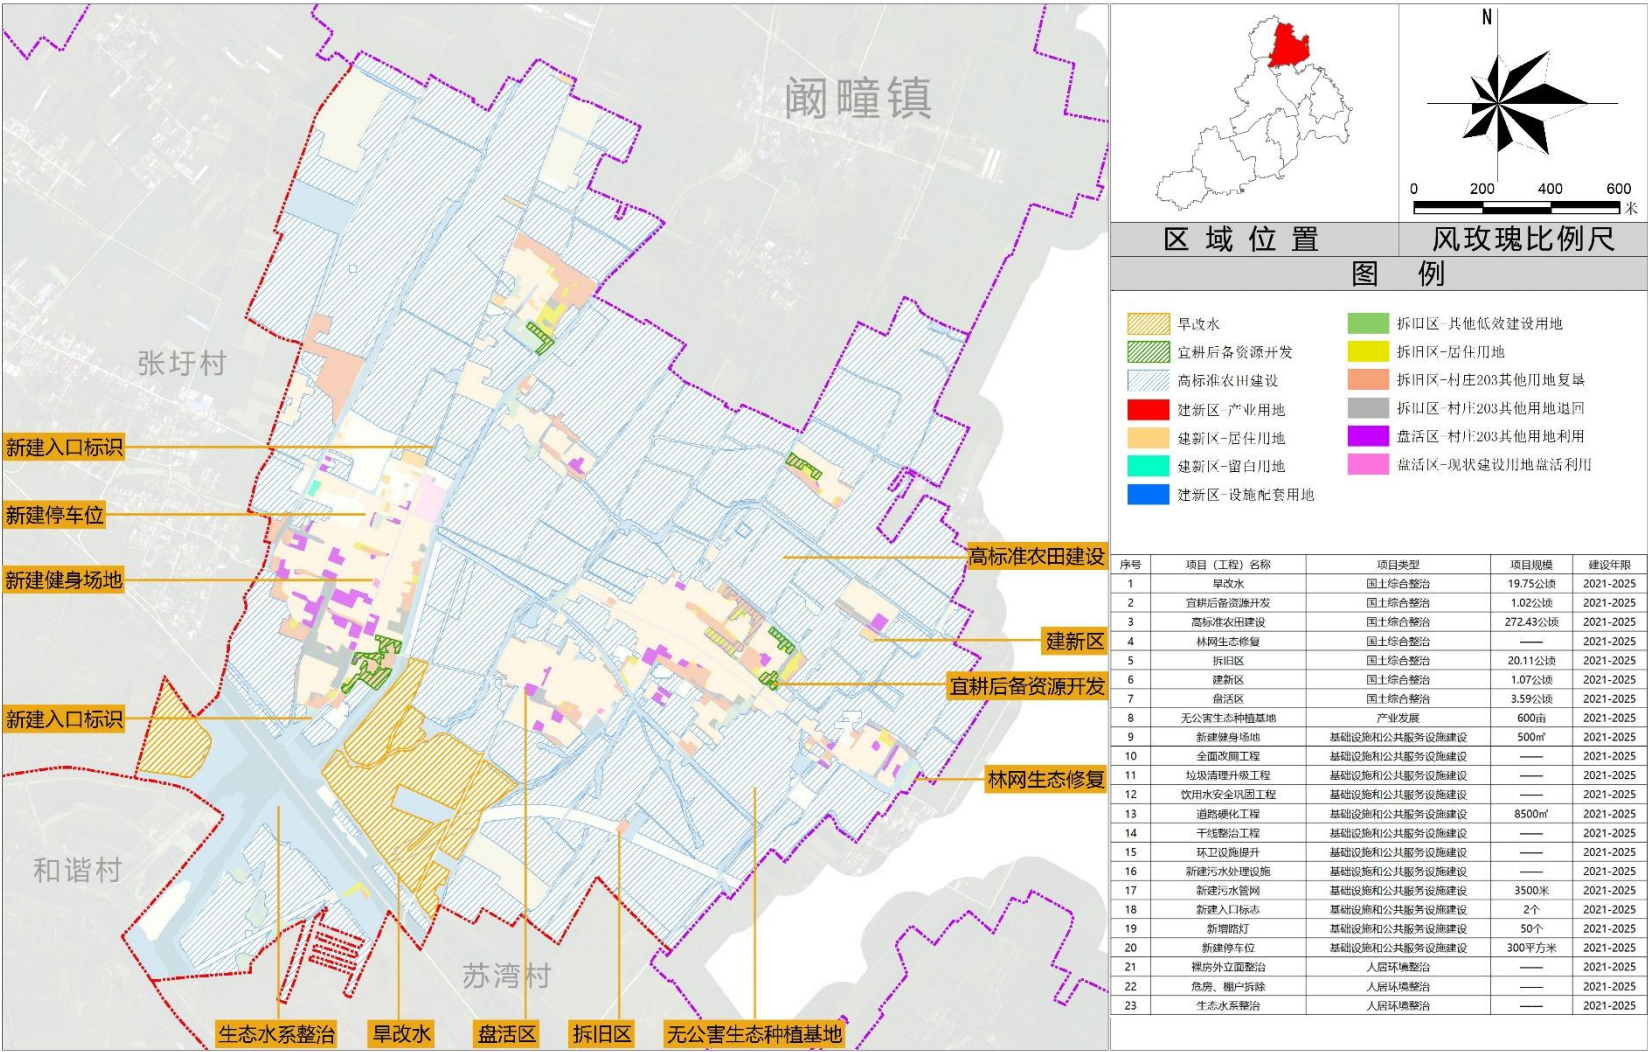 阚疃镇
张圩村
和谐村
苏湾村
新建入口标识
新建停车位
新建健身场地
新建入口标识
高标准农田建设
建新区
宜耕后备资源开发
林网生态修复
生态水系整治
旱改水
盘活区
拆旧区
无公害生态种植基地
N
0 200 400 600
米
区域位置
风玫瑰比例尺
图 例
旱改水
宜耕后备资源开发
高标准农田建设
建新区-产业用地
建新区-居住用地
建新区-留白用地
建新区-设施配套用地
拆旧区-其他低效建设用地
拆旧区-居住用地
拆旧区-村庄203其他用地复垦
拆旧区-村庄203其他用地退回
盘活区-村庄203其他用地利用
盘活区-现状建设用地盘活利用
序号 项目（工程）名称 项目类型 项目规模 建设年限
1 旱改水 国土综合整治 19.75公顷 2021-2025
2 宜耕后备资源开发 国土综合整治 1.02公顷 2021-2025
3 高标准农田建设 国土综合整治 272.43公顷 2021-2025
4 林网生态修复 国土综合整治 —— 2021-2025
5 拆旧区 国土综合整治 20.11公顷 2021-2025
6 建新区 国土综合整治 1.07公顷 2021-2025
7 盘活区 国土综合整治 3.59公顷 2021-2025
8 无公害生态种植基地 产业发展 600亩 2021-2025
9 新建健身场地 基础设施和公共服务设施建设 500㎡ 2021-2025
10 全面改厕工程 基础设施和公共服务设施建设 —— 2021-2025
11 垃圾清理升级工程 基础设施和公共服务设施建设 —— 2021-2025
12 饮用水安全巩固工程 基础设施和公共服务设施建设 —— 2021-2025
13 道路硬化工程 基础设施和公共服务设施建设 8500㎡ 2021-2025
14 干线整治工程 基础设施和公共服务设施建设 —— 2021-2025
15 环卫设施提升 基础设施和公共服务设施建设 —— 2021-2025
16 新建污水处理设施 基础设施和公共服务设施建设 —— 2021-2025
17 新建污水管网 基础设施和公共服务设施建设 3500米 2021-2025
18 新建入口标志 基础设施和公共服务设施建设 2个 2021-2025
19 新增路灯 基础设施和公共服务设施建设 50个 2021-2025
20 新建停车位 基础设施和公共服务设施建设 300平方米 2021-2025
21 裸房外立面整治 人居环境整治 —— 2021-2025
22 危房、棚户拆除 人居环境整治 —— 2021-2025
23 生态水系整治 人居环境整治 —— 2021-2025